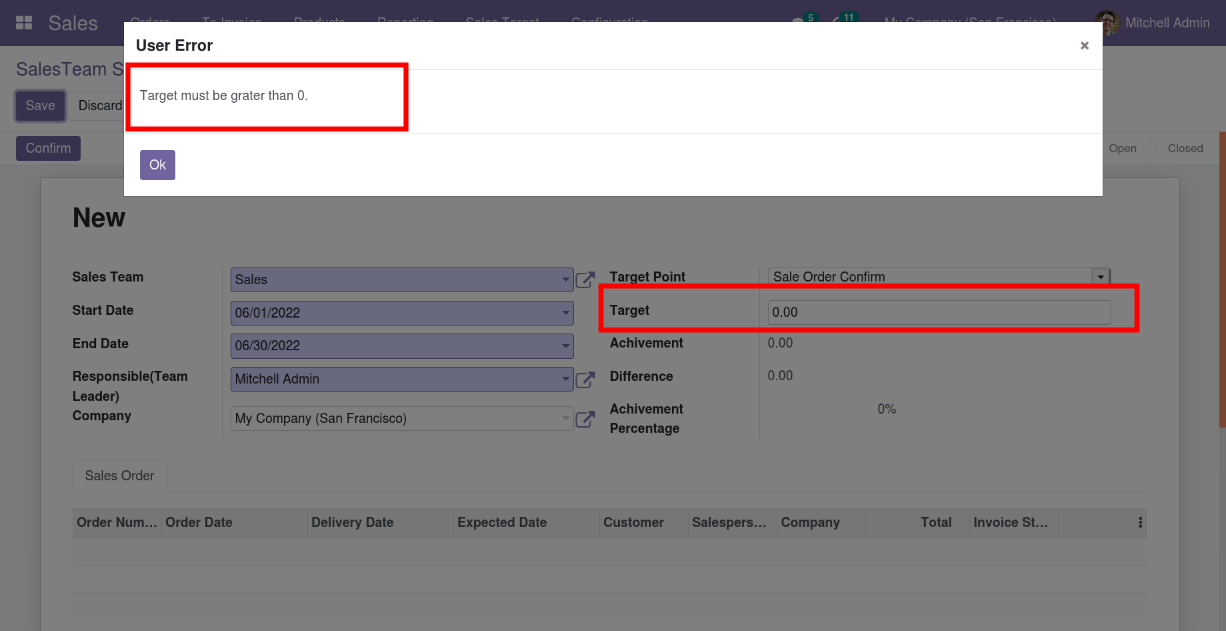 Sales Orders To Invoice Products Reporting Sales Target Configuration 5 11 My Company (San Francisco) Mitchell Admin
User Error ×
SalesTeam S
Target must be grater than 0.
Save Discard
Confirm Open Closed
Ok
New
Sales Team Sales Target Point Sale Order Confirm
Start Date 06/01/2022 Target 0.00
End Date 06/30/2022 Achivement 0.00
Responsible(Team Mitchell Admin Difference 0.00
Leader)
Company My Company (San Francisco) Achivement 0%
Percentage
Sales Order
Order Num... Order Date Delivery Date Expected Date Customer Salespers... Company Total Invoice St...